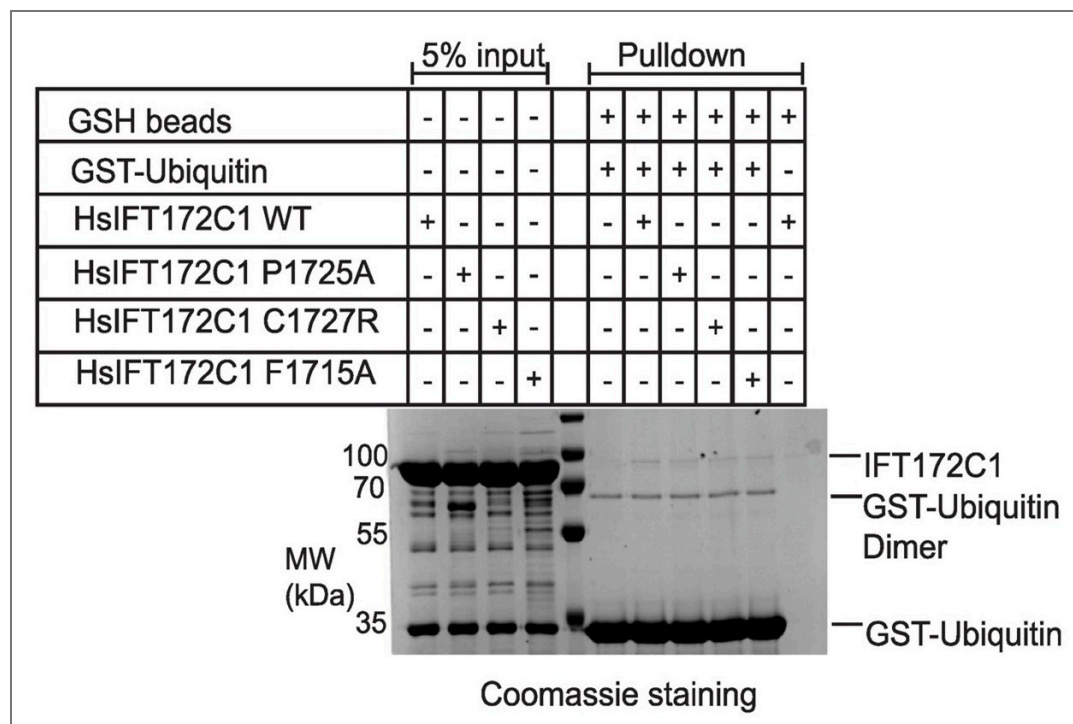 5% input Pulldown
GSH beads - - - - + + + + + +
GST-Ubiquitin - - - - + + + + + -
HsIFT172C1 WT + - - - - + - - - +
HsIFT172C1 P1725A - + - - - - + - - -
HsIFT172C1 C1727R - - + - - - - + - -
HsIFT172C1 F1715A - - - + - - - - + -
100
70
55
MW
(kDa)
35
IFT172C1
GST-Ubiquitin
Dimer
GST-Ubiquitin
Coomassie staining